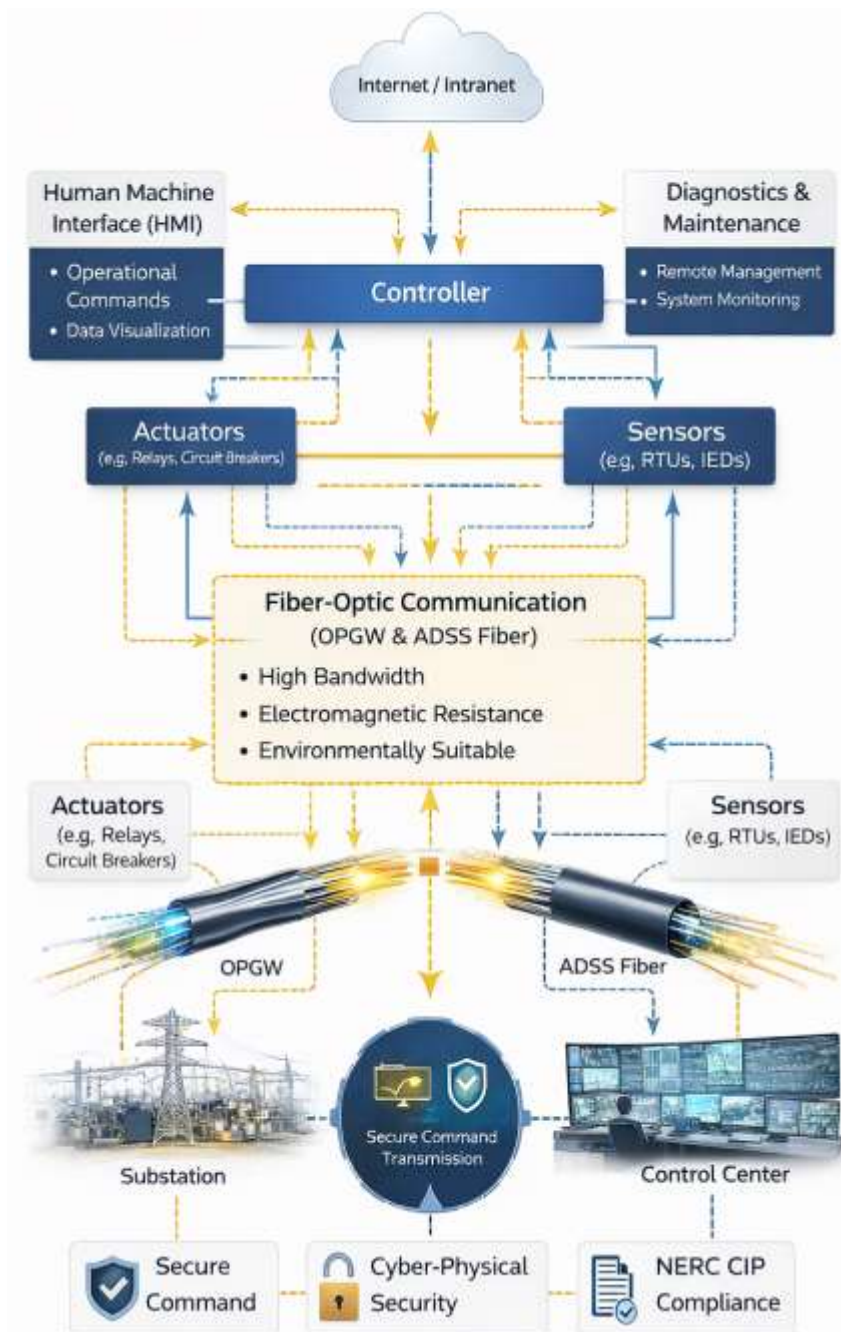 Internet / Intranet
Human Machine
Interface (HMI)
• Operational
Commands
• Data Visualization
Diagnostics &
Maintenance
• Remote Management
• System Monitoring
Controller
Actuators
(e.g, Relays, Circuit Breakers)
Sensors
(e.g, RTUs, IEDs)
Fiber-Optic Communication
(OPGW & ADSS Fiber)
• High Bandwidth
• Electromagnetic Resistance
• Environmentally Suitable
Actuators
(e.g, Relays,
Circuit Breakers)
Sensors
(e.g, RTUs, IEDs)
OPGW
ADSS Fiber
Secure Command
Transmission
Substation
Control Center
Secure
Command
Cyber-Physical
Security
NERC CIP
Compliance